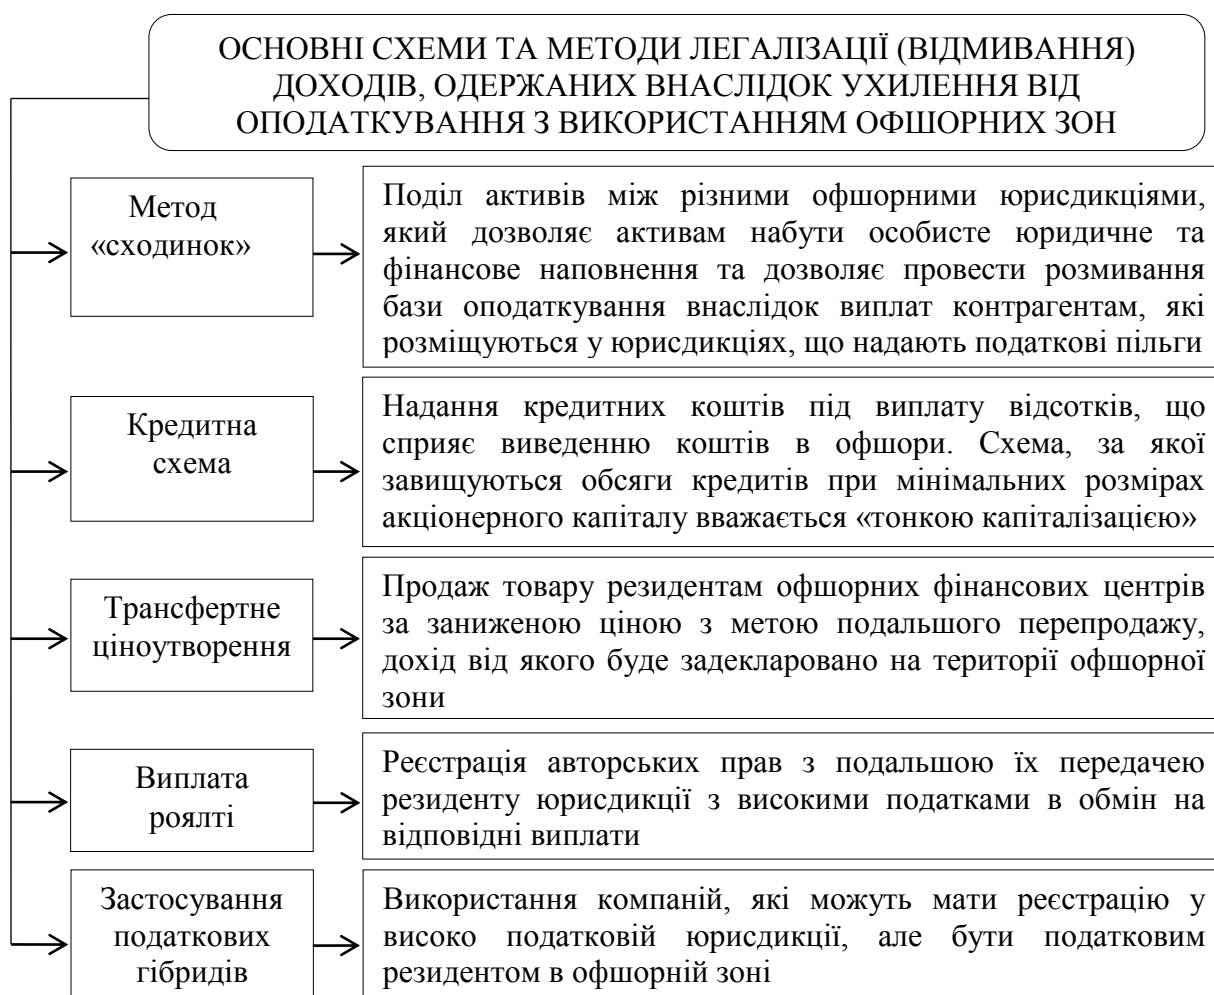 ОСНОВНІ СХЕМИ ТА МЕТОДИ ЛЕГАЛІЗАЦІЇ (ВІДМИВАННЯ)
ДОХОДІВ, ОДЕРЖАНИХ ВНАСЛІДОК УХИЛЕННЯ ВІД
ОПОДАТКУВАННЯ З ВИКОРИСТАННЯМ ОФШОРНИХ ЗОН
Метод
«сходинок»
Поділ активів між різними офшорними юрисдикціями,
який дозволяє активам набути особисте юридичне та
фінансове наповнення та дозволяє провести розмивання
бази оподаткування внаслідок виплат контрагентам, які
розміщуються у юрисдикціях, що надають податкові пільги
Кредитна
схема
Надання кредитних коштів під виплату відсотків, що
сприяє виведенню коштів в офшори. Схема, за якої
завищуються обсяги кредитів при мінімальних розмірах
акціонерного капіталу вважається «тонкою капіталізацією»
Трансфертне
ціноутворення
Продаж товару резидентам офшорних фінансових центрів
за заниженою ціною з метою подальшого перепродажу,
дохід від якого буде задекларовано на території офшорної
зони
Виплата
роялті
Реєстрація авторських прав з подальшою їх передачею
резиденту юрисдикції з високими податками в обмін на
відповідні виплати
Застосування
податкових
гібридів
Використання компаній, які можуть мати реєстрацію у
високо податковій юрисдикції, але бути податковим
резидентом в офшорній зоні